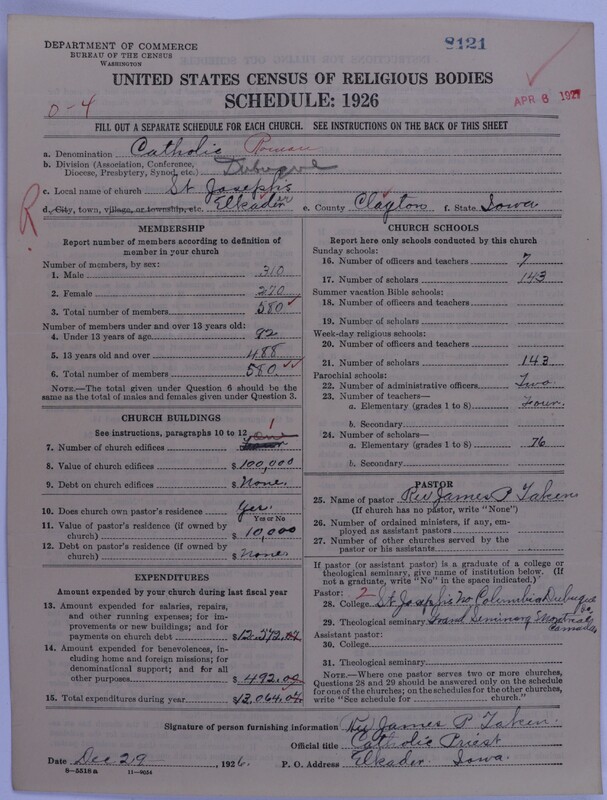 8121
DEPARTMENT OF COMMERCE
BUREAU OF THE CENSUS
WASHINGTON
UNITED STATES CENSUS OF RELIGIOUS BODIES
SCHEDULE: 1926
APR 8 1927
0-4
FILL OUT A SEPARATE SCHEDULE FOR EACH CHURCH. SEE INSTRUCTIONS ON THE BACK OF THIS SHEET
a. Denomination Catholic Roman
b. Division (Association, Conference, Diocese, Presbytery, Synod, etc.) Dubuque
c. Local name of church St Joseph's
d. City, town, village, or township, etc. Elkader e. County Clayton f. State Iowa
R
MEMBERSHIP
Report number of members according to definition of
member in your church
Number of members, by sex:
1. Male 310
2. Female 270
3. Total number of members 580
Number of members under and over 13 years old:
4. Under 13 years of age 92
5. 13 years old and over 488
6. Total number of members 580
NOTE.—The total given under Question 6 should be
the same as the total of males and females given under Question 3.
CHURCH BUILDINGS
See instructions, paragraphs 10 to 12
7. Number of church edifices 1
8. Value of church edifices $ 100,000
9. Debt on church edifices $ None.
10. Does church own pastor's residence? Yes.
Yes or No
11. Value of pastor's residence (if owned by
church) $ 10,000
12. Debt on pastor's residence (if owned by
church) $ None.
EXPENDITURES
Amount expended by your church during last fiscal year
13. Amount expended for salaries, repairs,
and other running expenses; for im-
provements or new buildings; and for
payments on church debt $ 12,572.04
14. Amount expended for benevolences,
including home and foreign missions; for
denominational support; and for all
other purposes $ 492.00
15. Total expenditures during year $ 13,064.04
CHURCH SCHOOLS
Report here only schools conducted by this church
Sunday schools:
16. Number of officers and teachers 7
17. Number of scholars 143
Summer vacation Bible schools:
18. Number of officers and teachers
19. Number of scholars
Week-day religious schools:
20. Number of officers and teachers
21. Number of scholars 143
Parochial schools:
22. Number of administrative officers Two
23. Number of teachers—
a. Elementary (grades 1 to 8) Four.
b. Secondary
24. Number of scholars—
a. Elementary (grades 1 to 8) 76
b. Secondary
PASTOR
25. Name of pastor Rev James P Taken
(If church has no pastor, write "None")
26. Number of ordained ministers, if any, em-
ployed as assistant pastors
27. Number of other churches served by the
pastor or his assistants
If pastor (or assistant pastor) is a graduate of a college or
theological seminary, give name of institution below. (If
not a graduate, write "No" in the space indicated.)
Pastor: 2
28. College St Joseph's Columbia Dubuque
29. Theological seminary Grand Seminary Montreal Canada
Assistant pastor:
30. College
31. Theological seminary
NOTE.—Where one pastor serves two or more churches,
Questions 28 and 29 should be answered only on the schedule
for one of the churches; on the schedules for the other churches,
write "See schedule for church."
Signature of person furnishing information Rev James P Taken.
Official title Catholic Priest
Date Dec 29, 1926 P. O. Address Elkader Iowa.
8-5518 a 11-9034